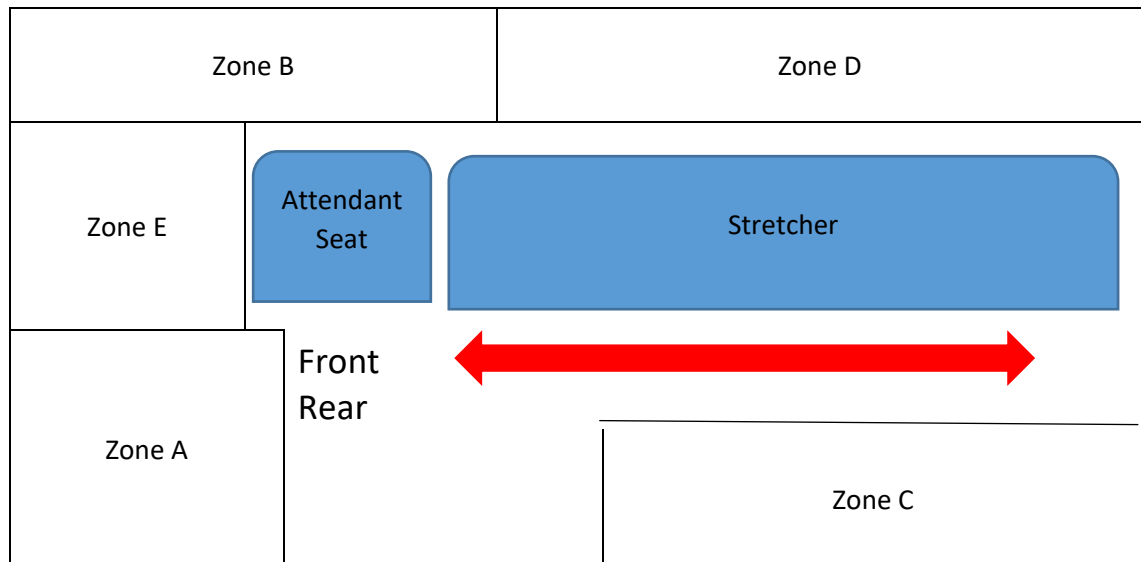 Zone B
Zone D
Attendant
Seat
Zone E
Stretcher
Front
Rear
Zone A
Zone C